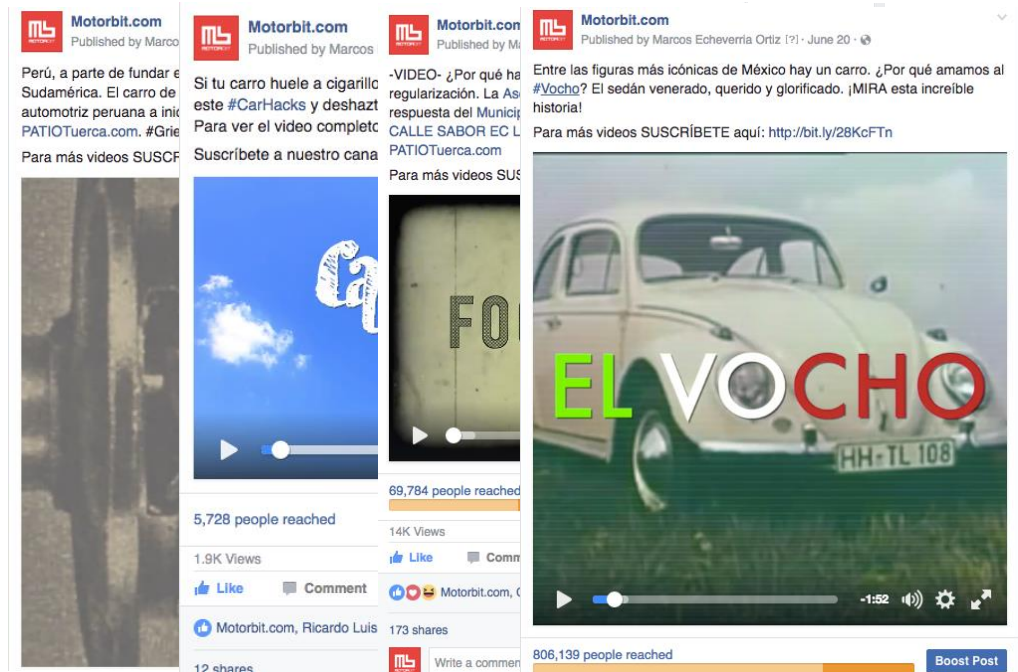 Motorbit.com
Published by Marco
Perú, a parte de fundar e
Sudamérica. El carro de
automotriz peruana a inic
PATIOTuerca.com. #Grie
Para más videos SUSCF
Motorbit.com
Published by Marcos
Si tu carro huele a cigarillo
este #CarHacks y deshazt
Para ver el video completo
Suscríbete a nuestro cana
Ca
5,728 people reached
1.9K Views
Like Comment
Motorbit.com, Ricardo Luis
12 shares
Motorbit.com
Published by Ma
-VIDEO- ¿Por qué ha
regularización. La As
respuesta del Municip
CALLE SABOR EC L
PATIOTuerca.com
Para más videos SUS
FO
69,784 people reached
14K Views
Like Comm
Motorbit.com, C
173 shares
Write a commen
Motorbit.com
Published by Marcos Echeverria Ortiz [?] · June 20 ·
Entre las figuras más icónicas de México hay un carro. ¿Por qué amamos al
#Vocho? El sedán venerado, querido y glorificado. ¡MIRA esta increíble
historia!
Para más videos SUSCRÍBETE aquí: http://bit.ly/28KcFTn
EL VOCHO
HH-TL 108
-1:52
806,139 people reached
Boost Post